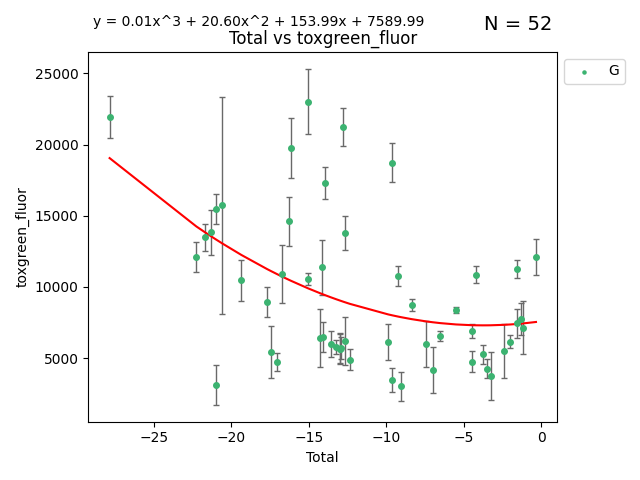 y = 0.01x^3 + 20.60x^2 + 153.99x + 7589.99
N = 52
Total vs toxgreen_fluor
G
toxgreen_fluor
25000
20000
15000
10000
5000
−25
−20
−15
−10
−5
0
Total